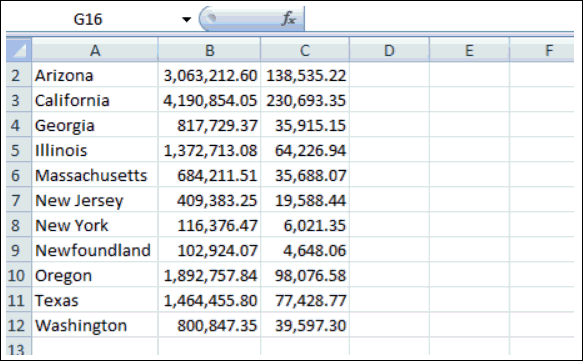 G16 fx
A B C D E F
2 Arizona 3,063,212.60 138,535.22
3 California 4,190,854.05 230,693.35
4 Georgia 817,729.37 35,915.15
5 Illinois 1,372,713.08 64,226.94
6 Massachusetts 684,211.51 35,688.07
7 New Jersey 409,383.25 19,588.44
8 New York 116,376.47 6,021.35
9 Newfoundland 102,924.07 4,648.06
10 Oregon 1,892,757.84 98,076.58
11 Texas 1,464,455.80 77,428.77
12 Washington 800,847.35 39,597.30
13